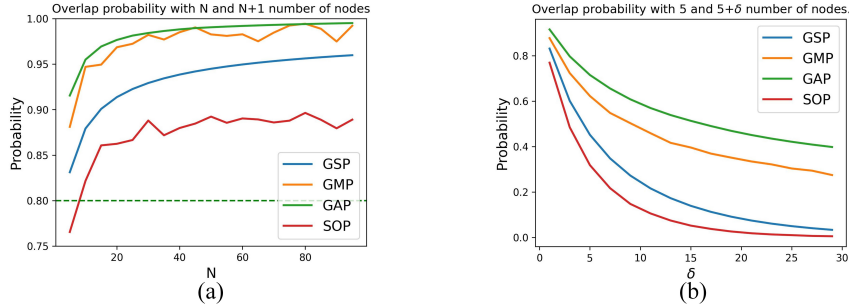 Overlap probability with N and N+1 number of nodes
1.00
0.95
0.90
0.85
0.80
0.75
Probability
GSP
GMP
GAP
SOP
20 40 60 80
N
(a)
Overlap probability with 5 and 5+δ number of nodes.
0.8
0.6
0.4
0.2
0.0
Probability
GSP
GMP
GAP
SOP
0 5 10 15 20 25 30
δ
(b)